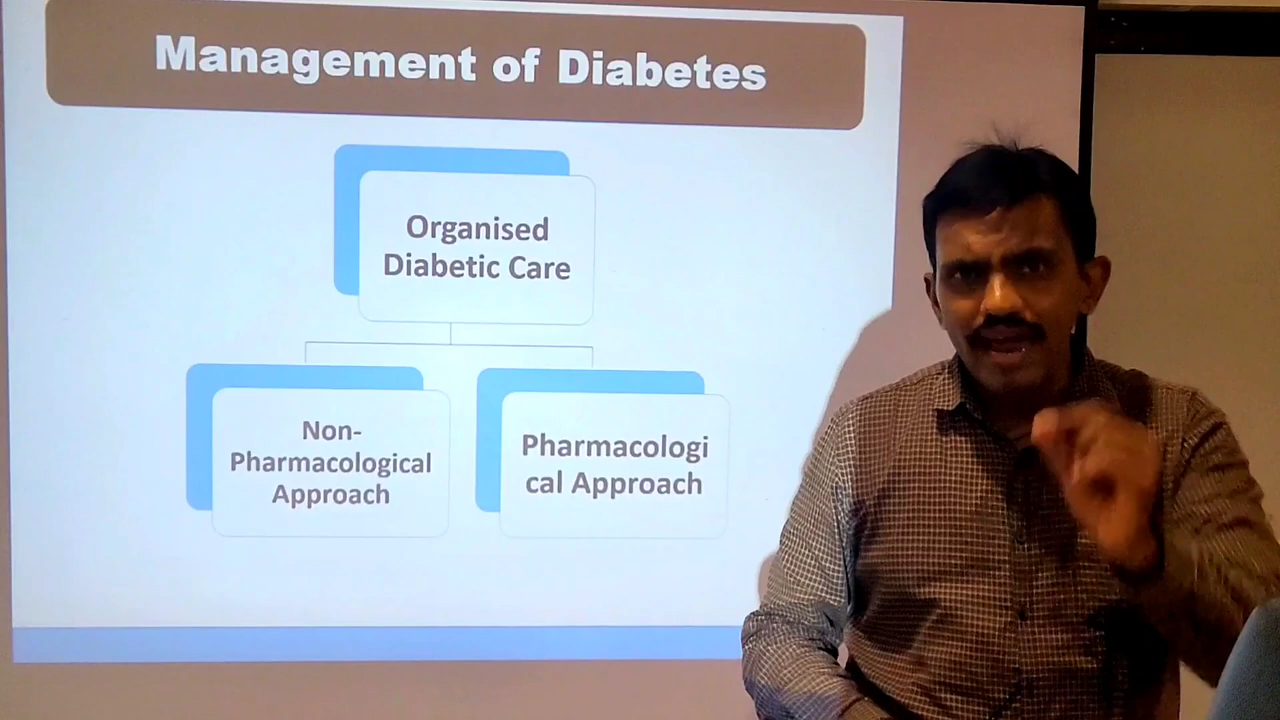 Management of Diabetes
Organised
Diabetic Care
Non-
Pharmacological
Approach
Pharmacologi
cal Approach